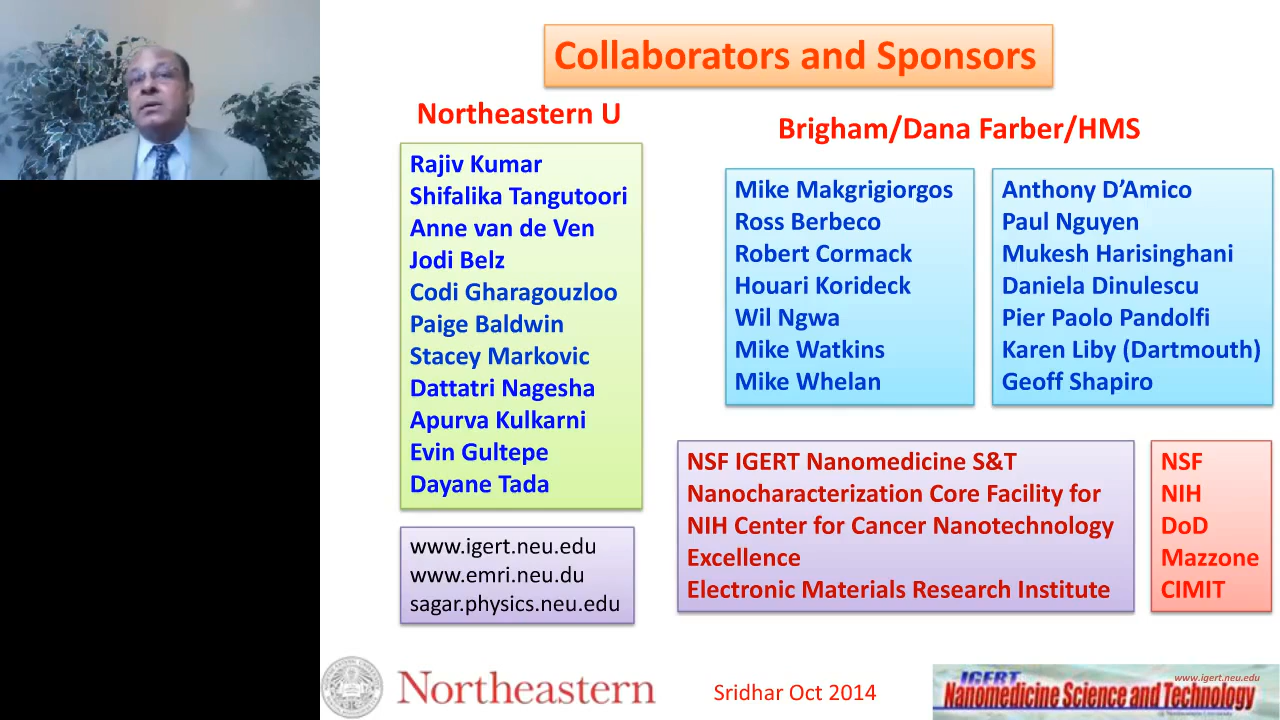 Collaborators and Sponsors
Northeastern U
Rajiv Kumar
Shifalika Tangutoori
Anne van de Ven
Jodi Belz
Codi Gharagouzloo
Paige Baldwin
Stacey Markovic
Dattatri Nagesha
Apurva Kulkarni
Evin Gultepe
Dayane Tada
www.igert.neu.edu
www.emri.neu.du
sagar.physics.neu.edu
Brigham/Dana Farber/HMS
Mike Makgrigiorgos
Ross Berbeco
Robert Cormack
Houari Korideck
Wil Ngwa
Mike Watkins
Mike Whelan
Anthony D’Amico
Paul Nguyen
Mukesh Harisinghani
Daniela Dinulescu
Pier Paolo Pandolfi
Karen Liby (Dartmouth)
Geoff Shapiro
NSF IGERT Nanomedicine S&T
Nanocharacterization Core Facility for
NIH Center for Cancer Nanotechnology
Excellence
Electronic Materials Research Institute
NSF
NIH
DoD
Mazzone
CIMIT
Northeastern
Sridhar Oct 2014
IGERT
www.igert.neu.edu
Nanomedicine Science and Technology